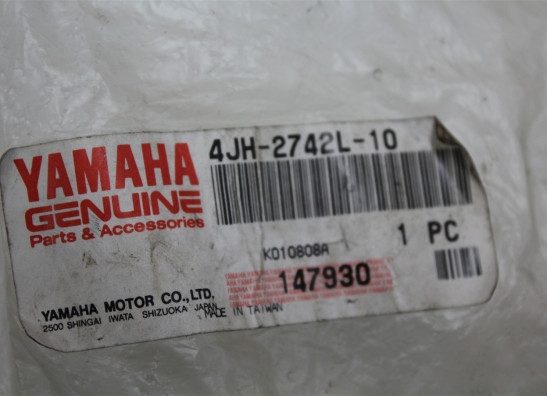 YAMAHA
GENUINE
Parts & Accessories
4JH-2742L-10
1 PC
K010808A
147930
YAMAHA MOTOR CO., LTD.
2500 SHINGAI IWATA SHIZUOKA JAPAN
MADE IN TAIWAN